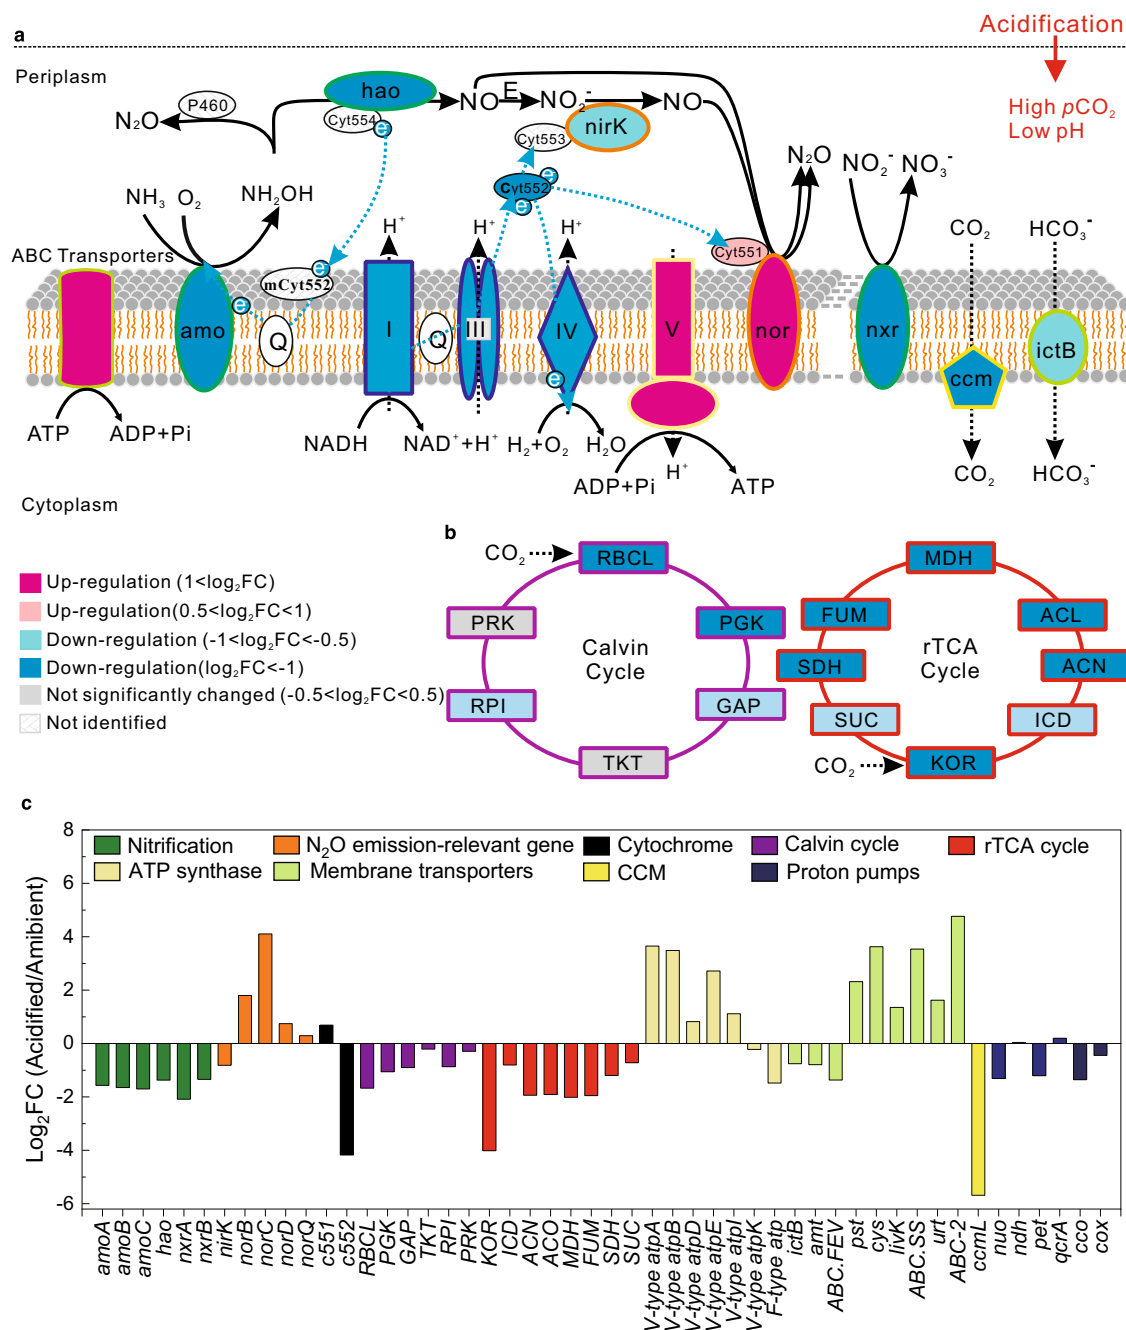 a
Acidification
Periplasm
High pCO₂
Low pH
hao
P460
N₂O
Cyt554
e
NO
E
NO₂⁻
NO
nirK
Cyt553
Cyt552
e
e
N₂O
NO₂⁻
NO₃⁻
NH₃
O₂
NH₂OH
H⁺
H⁺
H⁺
Cyt551
CO₂
HCO₃⁻
ABC Transporters
e
mCyt552
e
amo
Q
I
Q
III
IV
V
nor
nxr
ictB
ccm
e
ATP
ADP+Pi
NADH
NAD⁺+H⁺
H₂+O₂
H₂O
ADP+Pi
H⁺
ATP
CO₂
HCO₃⁻
Cytoplasm
Up-regulation (1<log₂FC)
Up-regulation(0.5<log₂FC<1)
Down-regulation (-1<log₂FC<-0.5)
Down-regulation(log₂FC<-1)
Not significantly changed (-0.5<log₂FC<0.5)
Not identified
b
CO₂
RBCL
PRK
PGK
Calvin
Cycle
RPI
GAP
TKT
MDH
FUM
ACL
rTCA
Cycle
SDH
ACN
SUC
ICD
CO₂
KOR
c
Nitrification
N₂O emission-relevant gene
Cytochrome
Calvin cycle
rTCA cycle
ATP synthase
Membrane transporters
CCM
Proton pumps
Log₂FC (Acidified/Amibient)
8
6
4
2
0
-2
-4
-6
amoA
amoB
amoC
hao
nxrA
nxrB
nirK
norB
norC
norD
norQ
c551
c552
RBCL
PGK
GAP
TKT
RPI
PRK
KOR
ICD
ACN
ACO
MDH
FUM
SDH
SUC
V-type atpA
V-type atpB
V-type atpD
V-type atpE
V-type atpI
V-type atpK
F-type atp
ictB
amt
ABC.FEV
pst
cys
livK
ABC.SS
urt
ABC-2
ccmL
nuo
ndh
pet
qcrA
cco
cox